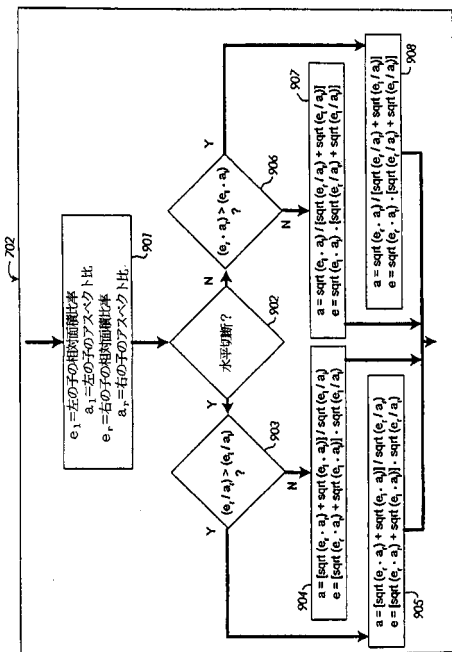 702
e_l=左の子の相対面積比率
a_l=左の子のアスペクト比
e_r=右の子の相対面積比率
a_r=右の子のアスペクト比
901
水平切断?
902
Y
N
(e_r / a_r) > (e_l / a_l)
?
903
Y
N
(e_r · a_r) > (e_l · a_l)
?
906
Y
N
a = [sqrt (e_r · a_r) + sqrt (e_l · a_l)] / sqrt (e_l / a_l)
e = [sqrt (e_r · a_r) + sqrt (e_l · a_l)] · sqrt (e_l / a_l)
904
a = sqrt (e_l · a_l) / [sqrt (e_r / a_r) + sqrt (e_l / a_l)]
e = sqrt (e_l · a_l) · [sqrt (e_r / a_r) + sqrt (e_l / a_l)]
907
a = [sqrt (e_r · a_r) + sqrt (e_l · a_l)] / sqrt (e_r / a_r)
e = [sqrt (e_r · a_r) + sqrt (e_l · a_l)] · sqrt (e_r / a_r)
905
a = sqrt (e_r · a_r) / [sqrt (e_r / a_r) + sqrt (e_l / a_l)]
e = sqrt (e_r · a_r) · [sqrt (e_r / a_r) + sqrt (e_l / a_l)]
908